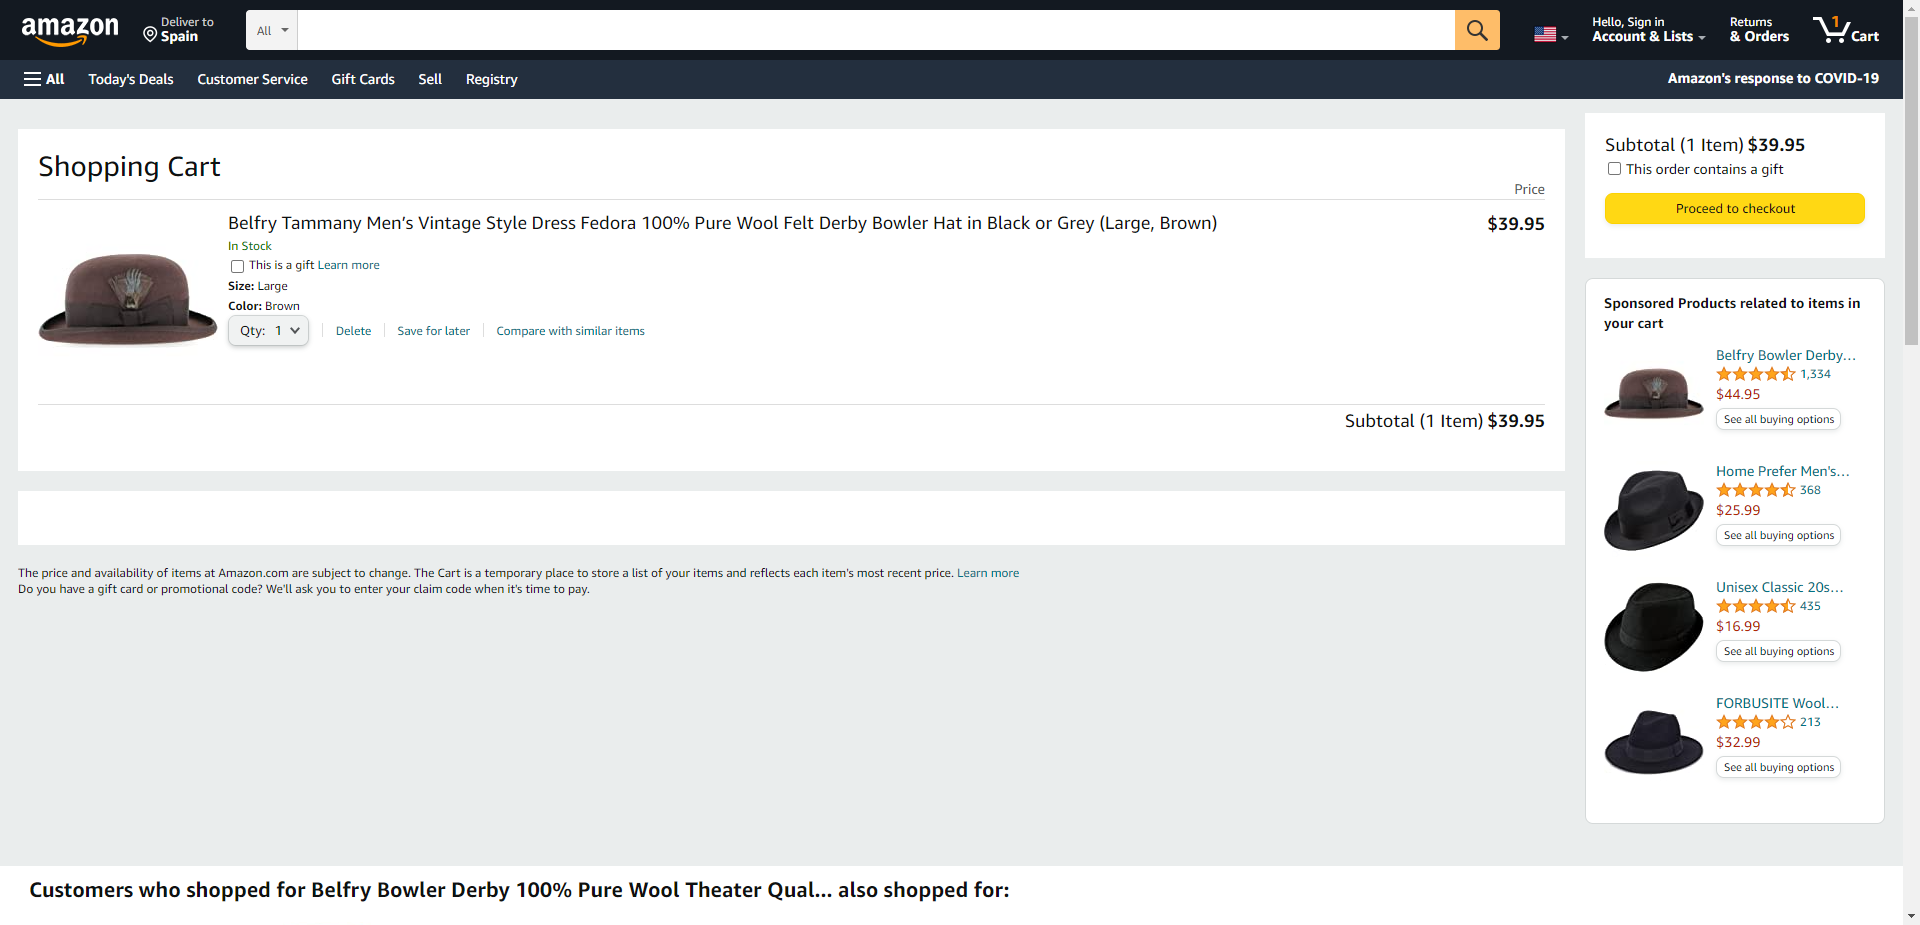 amazon
Deliver to
Spain
All
Hello, Sign in
Account & Lists
Returns
& Orders
1
Cart
All
Today's Deals
Customer Service
Gift Cards
Sell
Registry
Amazon's response to COVID-19
Shopping Cart
Price
Belfry Tammany Men's Vintage Style Dress Fedora 100% Pure Wool Felt Derby Bowler Hat in Black or Grey (Large, Brown)
$39.95
In Stock
This is a gift Learn more
Size: Large
Color: Brown
Qty: 1
Delete
Save for later
Compare with similar items
Subtotal (1 Item) $39.95
The price and availability of items at Amazon.com are subject to change. The Cart is a temporary place to store a list of your items and reflects each item's most recent price. Learn more
Do you have a gift card or promotional code? We'll ask you to enter your claim code when it's time to pay.
Subtotal (1 Item) $39.95
This order contains a gift
Proceed to checkout
Sponsored Products related to items in
your cart
Belfry Bowler Derby...
1,334
$44.95
See all buying options
Home Prefer Men's...
368
$25.99
See all buying options
Unisex Classic 20s...
435
$16.99
See all buying options
FORBUSITE Wool...
213
$32.99
See all buying options
Customers who shopped for Belfry Bowler Derby 100% Pure Wool Theater Qual... also shopped for: